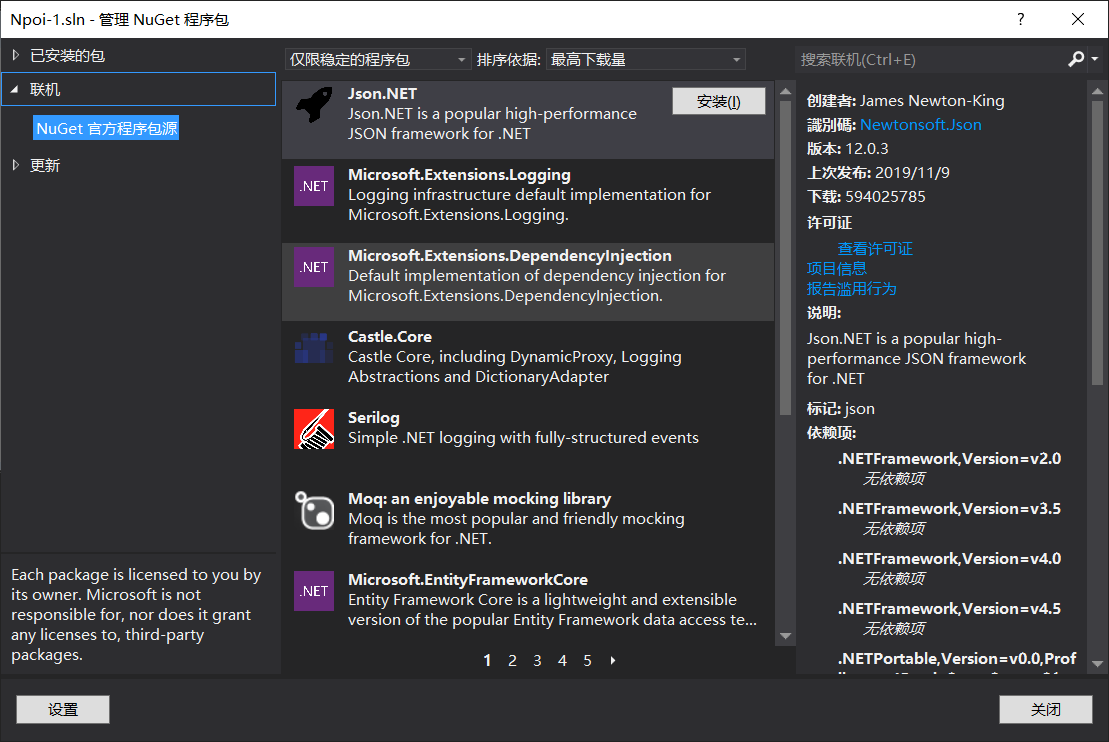 Npoi-1.sln - 管理 NuGet 程序包
?
已安装的包
联机
NuGet 官方程序包源
更新
Each package is licensed to you by
its owner. Microsoft is not
responsible for, nor does it grant
any licenses to, third-party
packages.
设置
仅限稳定的程序包
排序依据: 最高下载量
Json.NET
Json.NET is a popular high-performance
JSON framework for .NET
安装(I)
.NET
Microsoft.Extensions.Logging
Logging infrastructure default implementation for
Microsoft.Extensions.Logging.
.NET
Microsoft.Extensions.DependencyInjection
Default implementation of dependency injection for
Microsoft.Extensions.DependencyInjection.
Castle.Core
Castle Core, including DynamicProxy, Logging
Abstractions and DictionaryAdapter
Serilog
Simple .NET logging with fully-structured events
Moq: an enjoyable mocking library
Moq is the most popular and friendly mocking
framework for .NET.
.NET
Microsoft.EntityFrameworkCore
Entity Framework Core is a lightweight and extensible
version of the popular Entity Framework data access te...
1 2 3 4 5
搜索联机(Ctrl+E)
创建者: James Newton-King
識別碼: Newtonsoft.Json
版本: 12.0.3
上次发布: 2019/11/9
下载: 594025785
许可证
查看许可证
项目信息
报告滥用行为
说明:
Json.NET is a popular high-
performance JSON framework
for .NET
标记: json
依赖项:
.NETFramework,Version=v2.0
无依赖项
.NETFramework,Version=v3.5
无依赖项
.NETFramework,Version=v4.0
无依赖项
.NETFramework,Version=v4.5
无依赖项
.NETPortable,Version=v0.0,Prof
关闭